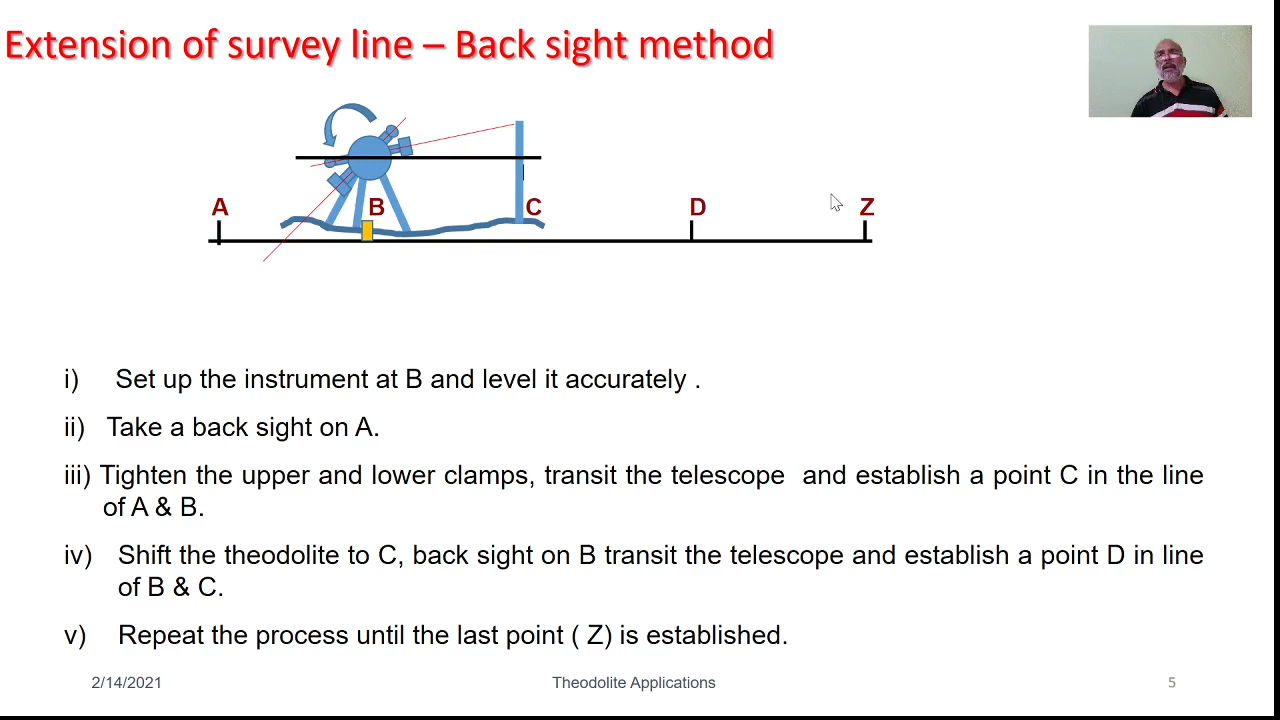 Extension of survey line – Back sight method
A B C D Z
i) Set up the instrument at B and level it accurately .
ii) Take a back sight on A.
iii) Tighten the upper and lower clamps, transit the telescope and establish a point C in the line
of A & B.
iv) Shift the theodolite to C, back sight on B transit the telescope and establish a point D in line
of B & C.
v) Repeat the process until the last point ( Z) is established.
2/14/2021 Theodolite Applications 5